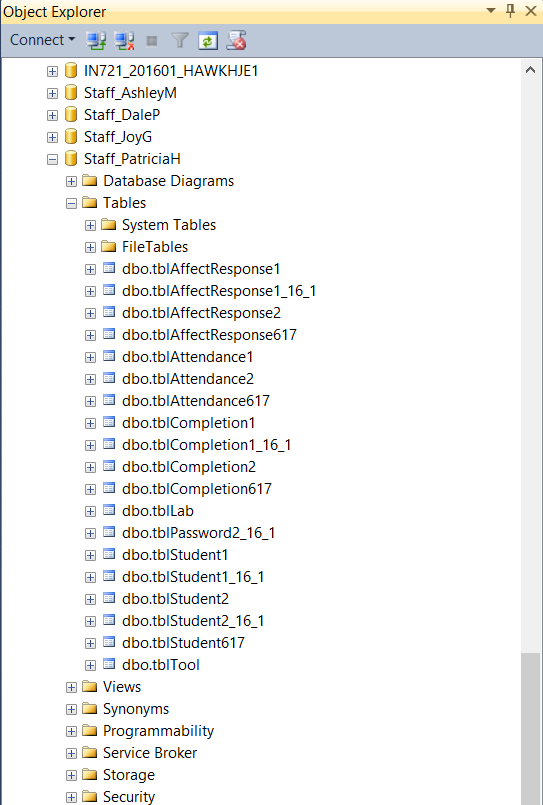 Object Explorer
Connect
IN721_201601_HAWKHJE1
Staff_AshleyM
Staff_DaleP
Staff_JoyG
Staff_PatriciaH
Database Diagrams
Tables
System Tables
FileTables
dbo.tblAffectResponse1
dbo.tblAffectResponse1_16_1
dbo.tblAffectResponse2
dbo.tblAffectResponse617
dbo.tblAttendance1
dbo.tblAttendance2
dbo.tblAttendance617
dbo.tblCompletion1
dbo.tblCompletion1_16_1
dbo.tblCompletion2
dbo.tblCompletion617
dbo.tblLab
dbo.tblPassword2_16_1
dbo.tblStudent1
dbo.tblStudent1_16_1
dbo.tblStudent2
dbo.tblStudent2_16_1
dbo.tblStudent617
dbo.tblTool
Views
Synonyms
Programmability
Service Broker
Storage
Security